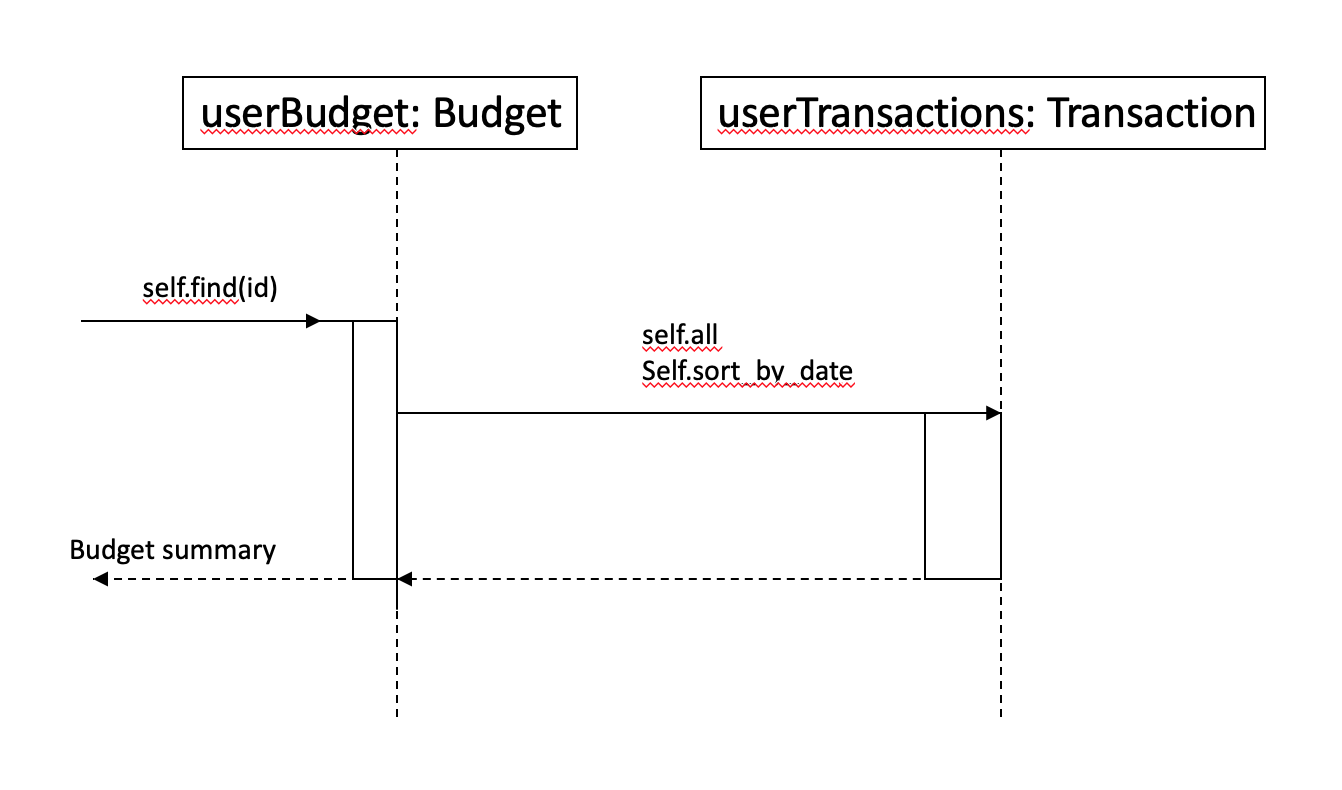 userBudget: Budget
userTransactions: Transaction
self.find(id)
self.all
Self.sort_by_date
Budget summary